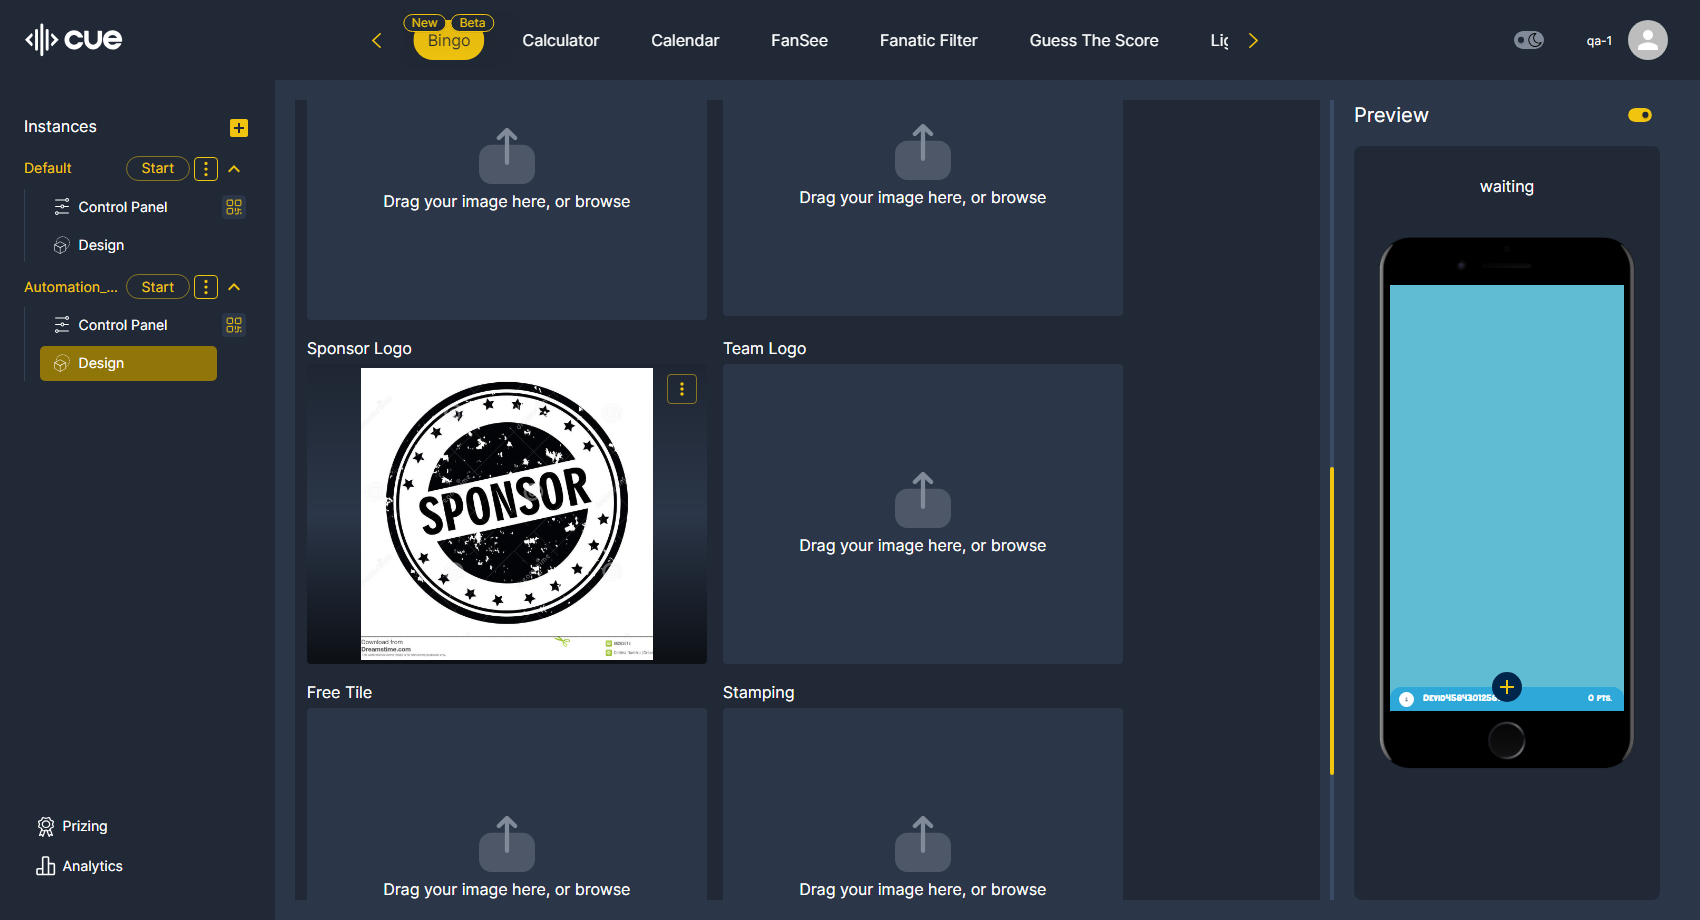 cue
New
Beta
Bingo
Calculator
Calendar
FanSee
Fanatic Filter
Guess The Score
Lig
qa-1
Instances
Default
Start
Control Panel
Design
Automation_...
Start
Control Panel
Design
Prizing
Analytics
Drag your image here, or browse
Drag your image here, or browse
Sponsor Logo
Team Logo
SPONSOR
Download from
Dreamstime.com
Drag your image here, or browse
Free Tile
Stamping
Drag your image here, or browse
Drag your image here, or browse
Preview
waiting
0 PTS.